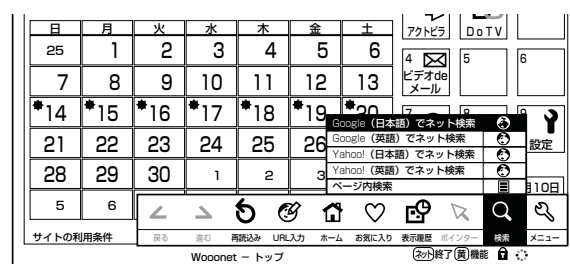 日 月 火 水 木 金 土 アクトビラ DoTV
25 1 2 3 4 5 6 4 5 6
ビデオde
メール
7 8 9 10 11 12 13
14 15 16 17 18 19 20 7 8 9
Google（日本語）でネット検索
Google（英語）でネット検索
21 22 23 24 25 26 設定
Yahoo!（日本語）でネット検索
Yahoo!（英語）でネット検索
28 29 30 1 2 3
ページ内検索 月10日
5 6
サイトの利用条件 戻る 進む 再読込み URL入力 ホーム お気に入り 表示履歴 ポインター 検索 メニュー
Wooonet － トップ ネット終了 黄 機能